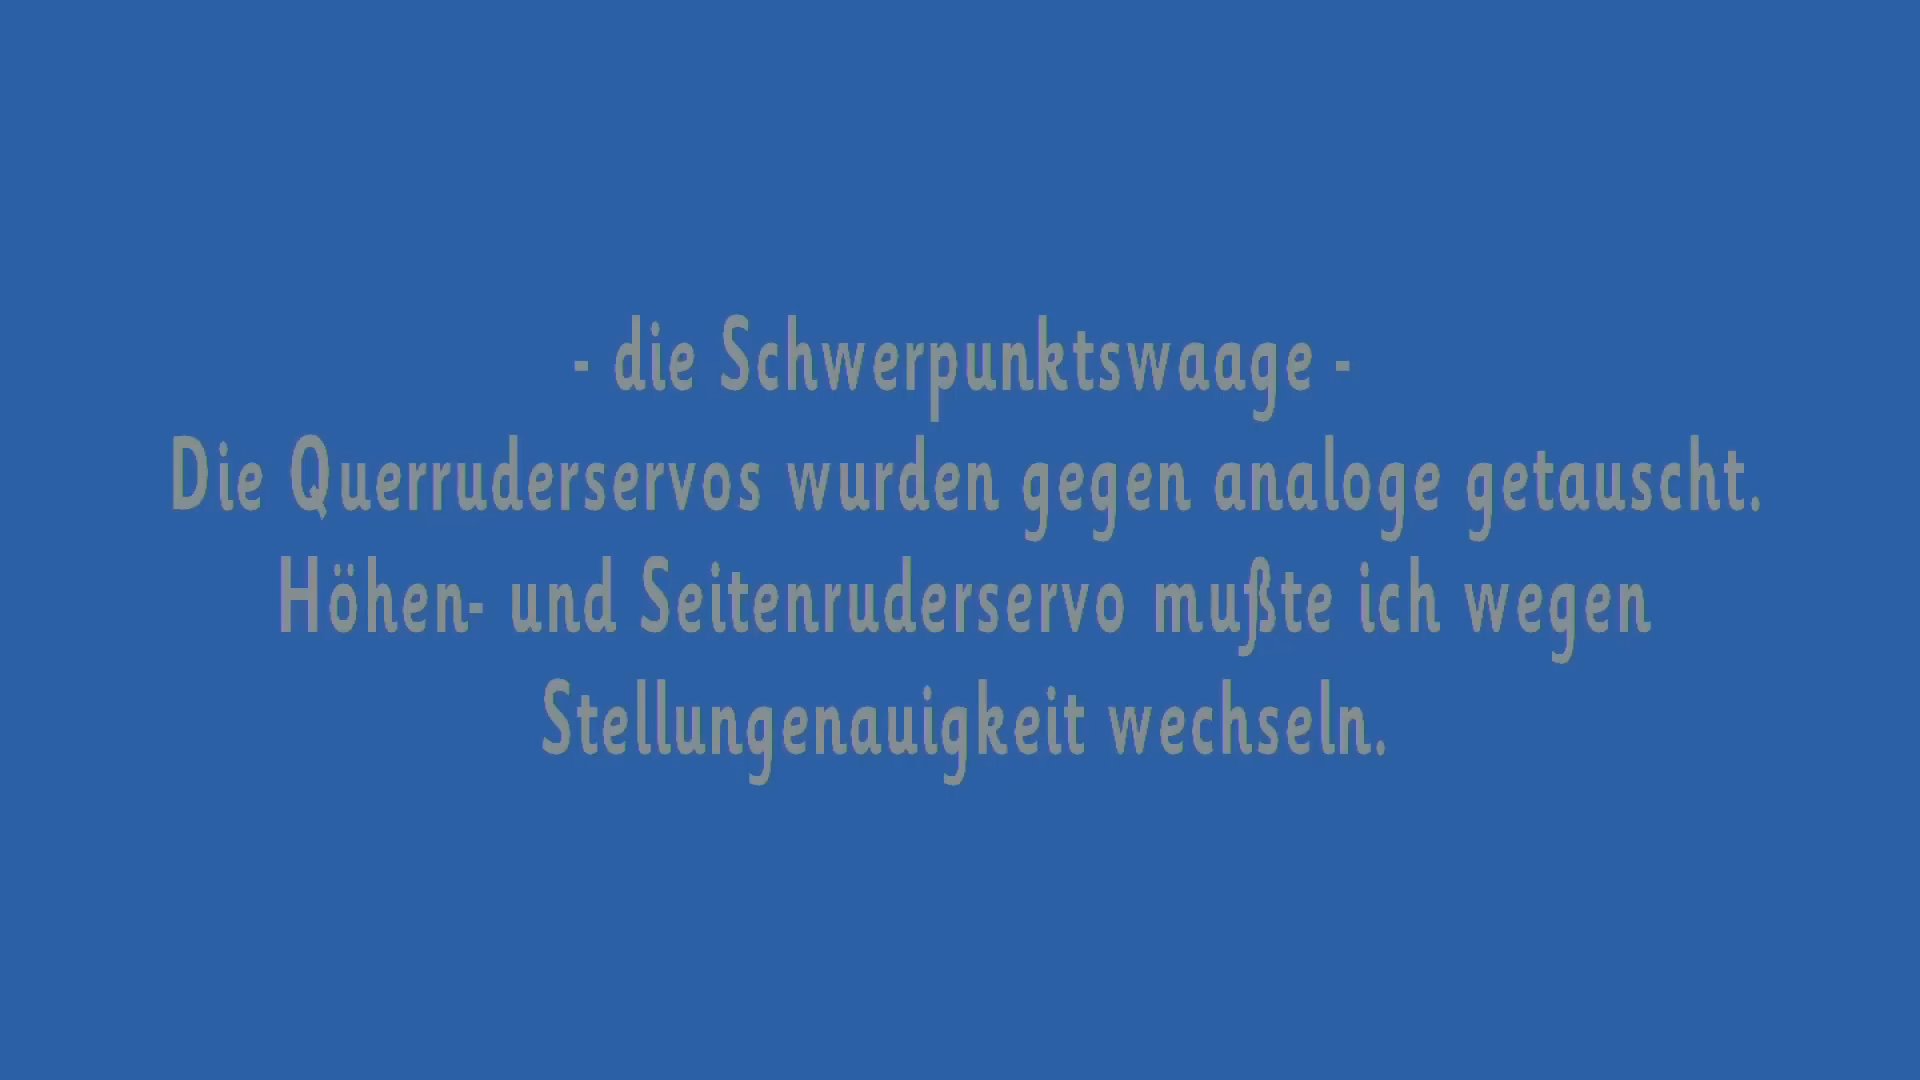 - die Schwerpunktswaage -
Die Querruderservos wurden gegen analoge getauscht.
Höhen- und Seitenruderservo mußte ich wegen
Stellungenauigkeit wechseln.